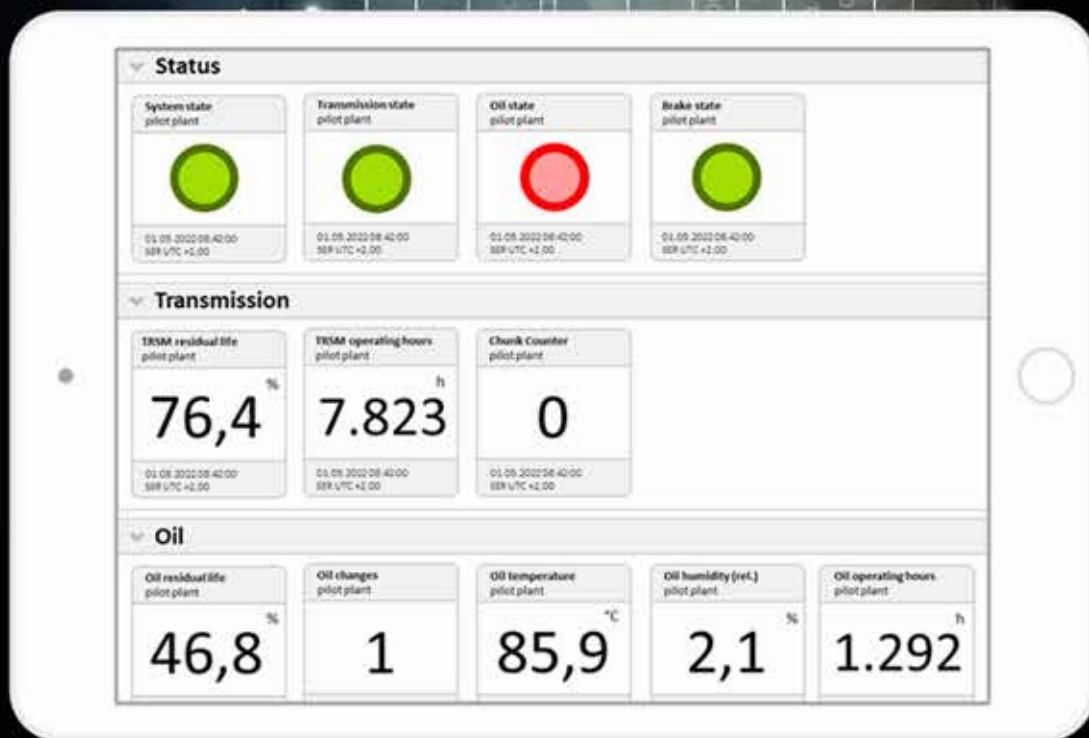 Status
System state
pilot plant
Transmission state
pilot plant
Oil state
pilot plant
Brake state
pilot plant
Transmission
TRSM residual life
pilot plant
%
76,4
TRSM operating hours
pilot plant
h
7.823
Chunk Counter
pilot plant
0
Oil
Oil residual life
pilot plant
%
46,8
Oil changes
pilot plant
1
Oil temperature
pilot plant
°C
85,9
Oil humidity (rel.)
pilot plant
%
2,1
Oil operating hours
pilot plant
h
1.292